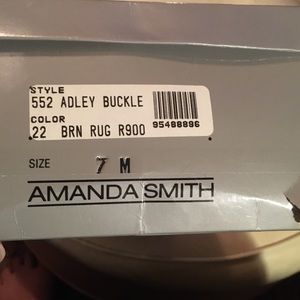 STYLE
552 ADLEY BUCKLE
COLOR
22 BRN RUG R900
95488896
SIZE 7 M
AMANDA SMITH